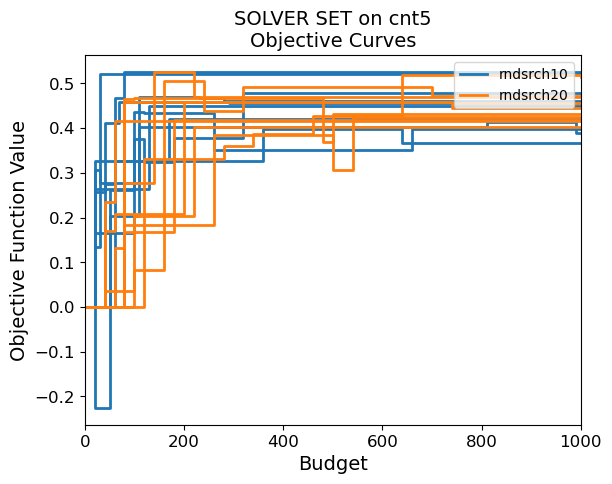 SOLVER SET on cnt5
Objective Curves
rndsrch10
rndsrch20
Objective Function Value
0.5
0.4
0.3
0.2
0.1
0.0
−0.1
−0.2
0 200 400 600 800 1000
Budget